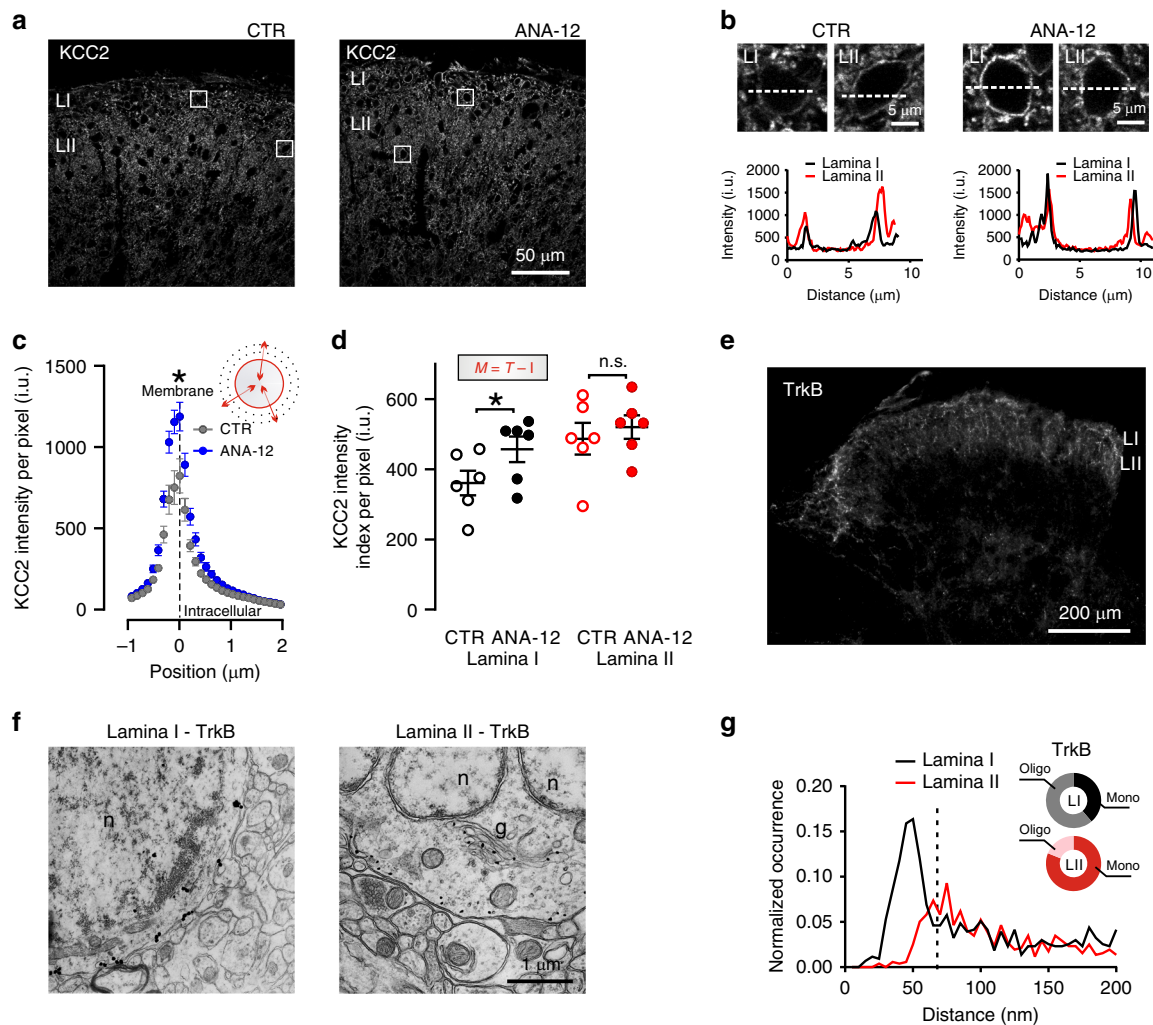 a
CTR
ANA-12
KCC2
KCC2
LI
LII
LI
LII
50 μm
b
CTR
ANA-12
LI
LII
5 μm
LI
LII
5 μm
Intensity (i.u.)
2000
1500
1000
500
0
Lamina I
Lamina II
0 5 10
Distance (μm)
Intensity (i.u.)
2000
1500
1000
500
0
Lamina I
Lamina II
0 5 10
Distance (μm)
c
KCC2 intensity per pixel (i.u.)
1500
1000
500
0
*
Membrane
CTR
ANA-12
Intracellular
–1 0 1 2
Position (μm)
d
KCC2 intensity
index per pixel (i.u.)
600
400
200
0
M = T – I
*
n.s.
CTR ANA-12
Lamina I
CTR ANA-12
Lamina II
e
TrkB
LI
LII
200 μm
f
Lamina I - TrkB
n
Lamina II - TrkB
n
n
g
1 μm
g
Lamina I
Lamina II
TrkB
Oligo
LI
Mono
Oligo
LII
Mono
Normalized occurrence
0.20
0.15
0.10
0.05
0.00
0 50 100 150 200
Distance (nm)